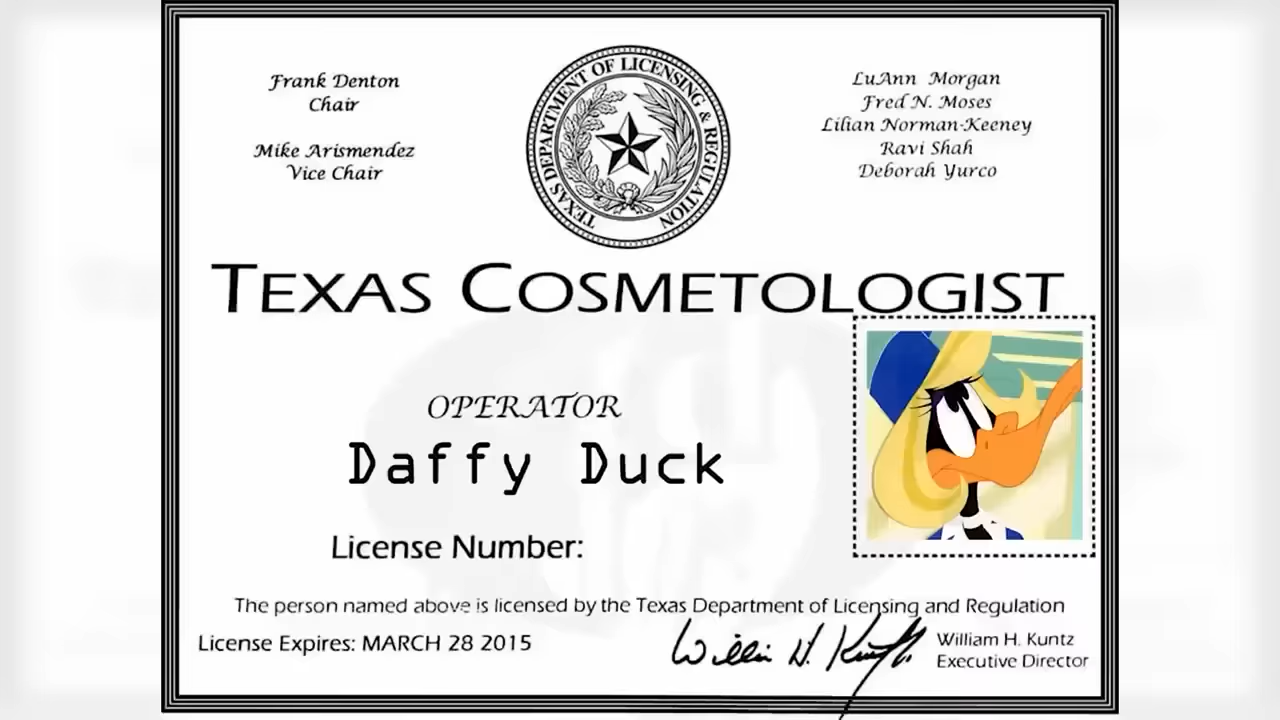 Frank Denton
Chair
Mike Arismendez
Vice Chair
TEXAS DEPARTMENT OF LICENSING & REGULATION
LuAnn Morgan
Fred N. Moses
Lilian Norman-Keeney
Ravi Shah
Deborah Yurco
TEXAS COSMETOLOGIST
OPERATOR
Daffy Duck
License Number:
The person named above is licensed by the Texas Department of Licensing and Regulation
License Expires: MARCH 28 2015
William H. Kuntz
Executive Director